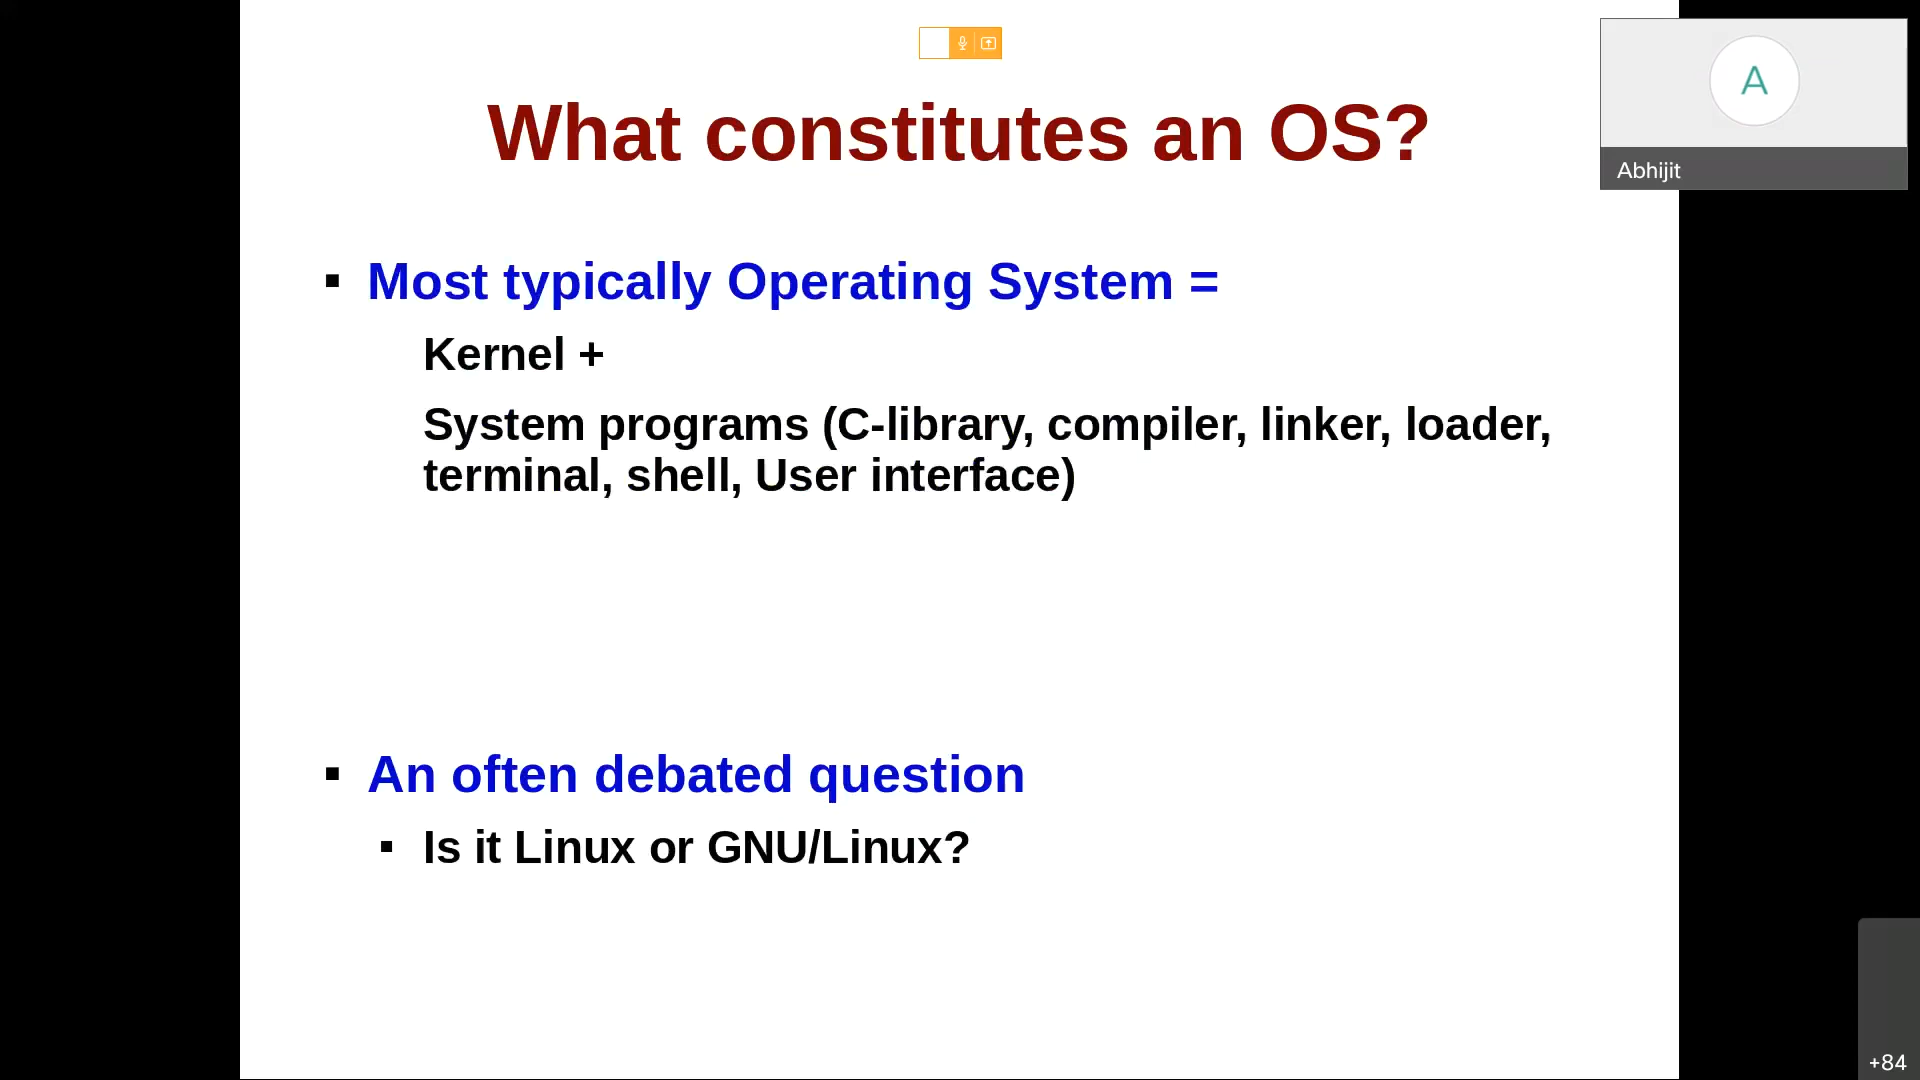 What constitutes an OS?
A
Abhijit
▪ Most typically Operating System =
Kernel +
System programs (C-library, compiler, linker, loader,
terminal, shell, User interface)
▪ An often debated question
▪ Is it Linux or GNU/Linux?
+84